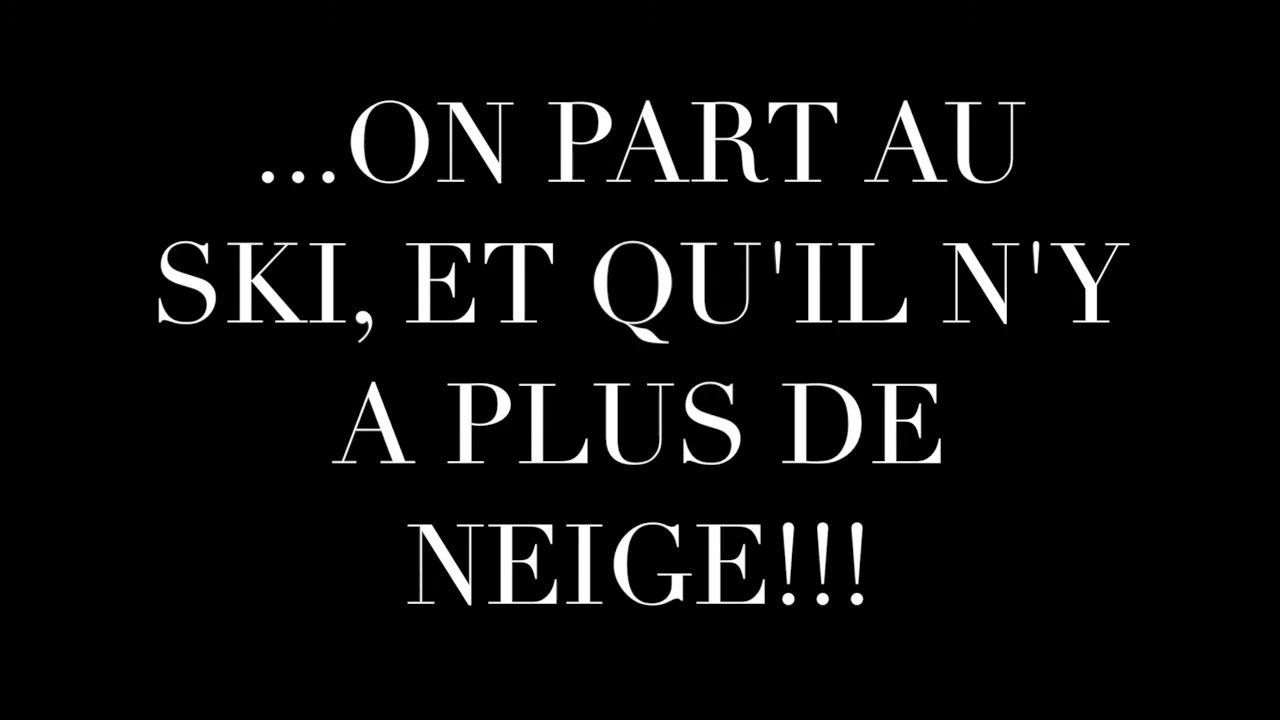 ...ON PART AU
SKI, ET QU'IL N'Y
A PLUS DE
NEIGE!!!